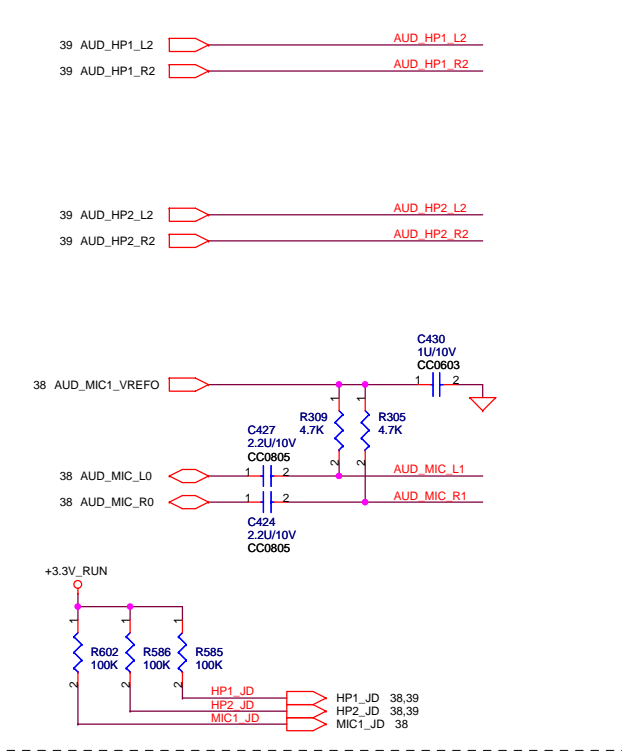 39 AUD_HP1_L2 AUD_HP1_L2
39 AUD_HP1_R2 AUD_HP1_R2
39 AUD_HP2_L2 AUD_HP2_L2
39 AUD_HP2_R2 AUD_HP2_R2
C430
1U/10V
CC0603
38 AUD_MIC1_VREFO 1 2
1 1
R309 R305
4.7K 4.7K
2 2
C427
2.2U/10V
CC0805
38 AUD_MIC_L0 1 2 AUD_MIC_L1
38 AUD_MIC_R0 1 2 AUD_MIC_R1
C424
2.2U/10V
CC0805
+3.3V_RUN
1 1 1
R602 R586 R585
100K 100K 100K
2 2 2
HP1_JD HP1_JD 38,39
HP2_JD HP2_JD 38,39
MIC1_JD MIC1_JD 38